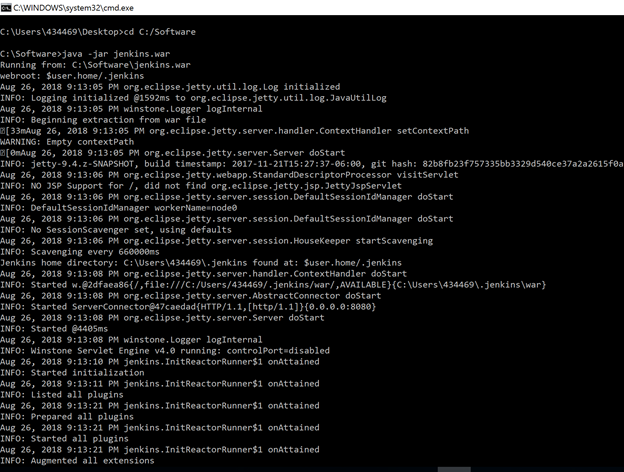 C:\WINDOWS\system32\cmd.exe
C:\Users\434469\Desktop>cd C:/Software
C:\Software>java -jar jenkins.war
Running from: C:\Software\jenkins.war
webroot: $user.home/.jenkins
Aug 26, 2018 9:13:05 PM org.eclipse.jetty.util.log.Log initialized
INFO: Logging initialized @1592ms to org.eclipse.jetty.util.log.JavaUtilLog
Aug 26, 2018 9:13:05 PM winstone.Logger logInternal
INFO: Beginning extraction from war file
[33mAug 26, 2018 9:13:05 PM org.eclipse.jetty.server.handler.ContextHandler setContextPath
WARNING: Empty contextPath
[0mAug 26, 2018 9:13:05 PM org.eclipse.jetty.server.Server doStart
INFO: jetty-9.4.z-SNAPSHOT, build timestamp: 2017-11-21T15:27:37-06:00, git hash: 82b8fb23f757335bb3329d540ce37a2a2615f0a
Aug 26, 2018 9:13:06 PM org.eclipse.jetty.webapp.StandardDescriptorProcessor visitServlet
INFO: NO JSP Support for /, did not find org.eclipse.jetty.jsp.JettyJspServlet
Aug 26, 2018 9:13:06 PM org.eclipse.jetty.server.session.DefaultSessionIdManager doStart
INFO: DefaultSessionIdManager workerName=node0
Aug 26, 2018 9:13:06 PM org.eclipse.jetty.server.session.DefaultSessionIdManager doStart
INFO: No SessionScavenger set, using defaults
Aug 26, 2018 9:13:06 PM org.eclipse.jetty.server.session.HouseKeeper startScavenging
INFO: Scavenging every 660000ms
Jenkins home directory: C:\Users\434469\.jenkins found at: $user.home/.jenkins
Aug 26, 2018 9:13:08 PM org.eclipse.jetty.server.handler.ContextHandler doStart
INFO: Started w.@2dfaea86{/,file:///C:/Users/434469/.jenkins/war/,AVAILABLE}{C:\Users\434469\.jenkins\war}
Aug 26, 2018 9:13:08 PM org.eclipse.jetty.server.AbstractConnector doStart
INFO: Started ServerConnector@47caedad{HTTP/1.1,[http/1.1]}{0.0.0.0:8080}
Aug 26, 2018 9:13:08 PM org.eclipse.jetty.server.Server doStart
INFO: Started @4405ms
Aug 26, 2018 9:13:08 PM winstone.Logger logInternal
INFO: Winstone Servlet Engine v4.0 running: controlPort=disabled
Aug 26, 2018 9:13:10 PM jenkins.InitReactorRunner$1 onAttained
INFO: Started initialization
Aug 26, 2018 9:13:11 PM jenkins.InitReactorRunner$1 onAttained
INFO: Listed all plugins
Aug 26, 2018 9:13:21 PM jenkins.InitReactorRunner$1 onAttained
INFO: Prepared all plugins
Aug 26, 2018 9:13:21 PM jenkins.InitReactorRunner$1 onAttained
INFO: Started all plugins
Aug 26, 2018 9:13:21 PM jenkins.InitReactorRunner$1 onAttained
INFO: Augmented all extensions